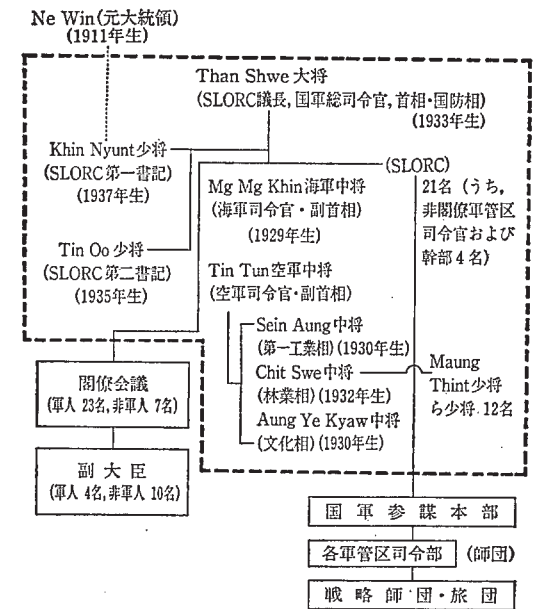 Ne Win(元大統領)
(1911年生)
Than Shwe 大将
(SLORC議長, 国軍総司令官, 首相・国防相)
(1933年生)
Khin Nyunt 少将
(SLORC 第一書記)
(1937年生)
(SLORC)
21名 (うち,
非閣僚軍管区
司令官および
幹部4名)
Mg Mg Khin 海軍中将
(海軍司令官・副首相)
(1929年生)
Tin Oo 少将
(SLORC 第二書記)
(1935年生)
Tin Tun 空軍中将
(空軍司令官・副首相)
Sein Aung 中将
(第一工業相) (1930年生)
Chit Swe 中将
(林業相) (1932年生)
Aung Ye Kyaw 中将
(文化相) (1930年生)
Maung
Thint 少将
ら少将 12名
閣僚会議
(軍人 23名, 非軍人 7名)
副大臣
(軍人 4名, 非軍人 10名)
国軍参謀本部
各軍管区司令部 (師団)
戦略師団・旅団